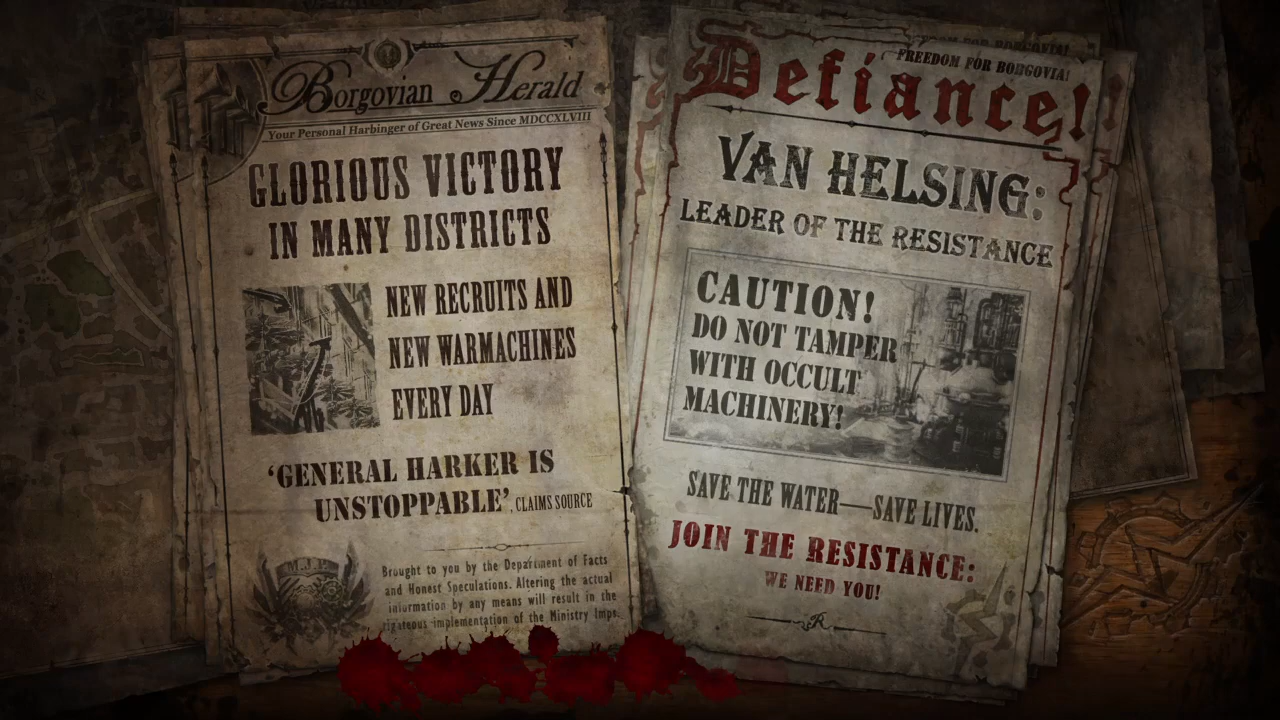 Borgovian Herald
Your Personal Harbinger of Great News Since MDCCXLVIII
GLORIOUS VICTORY
IN MANY DISTRICTS
NEW RECRUITS AND
NEW WARMACHINES
EVERY DAY
'GENERAL HARKER IS
UNSTOPPABLE', CLAIMS SOURCE
M.J.P.
Brought to you by the Department of Facts
and Honest Speculations. Altering the actual
information by any means will result in the
rigateous implementation of the Ministry Imps.
FREEDOM FOR BORGOVIA!
FREEDOM FOR BORGOVIA!
Defiance!
VAN HELSING:
LEADER OF THE RESISTANCE
CAUTION!
DO NOT TAMPER
WITH OCCULT
MACHINERY!
SAVE THE WATER—SAVE LIVES.
JOIN THE RESISTANCE:
WE NEED YOU!
R